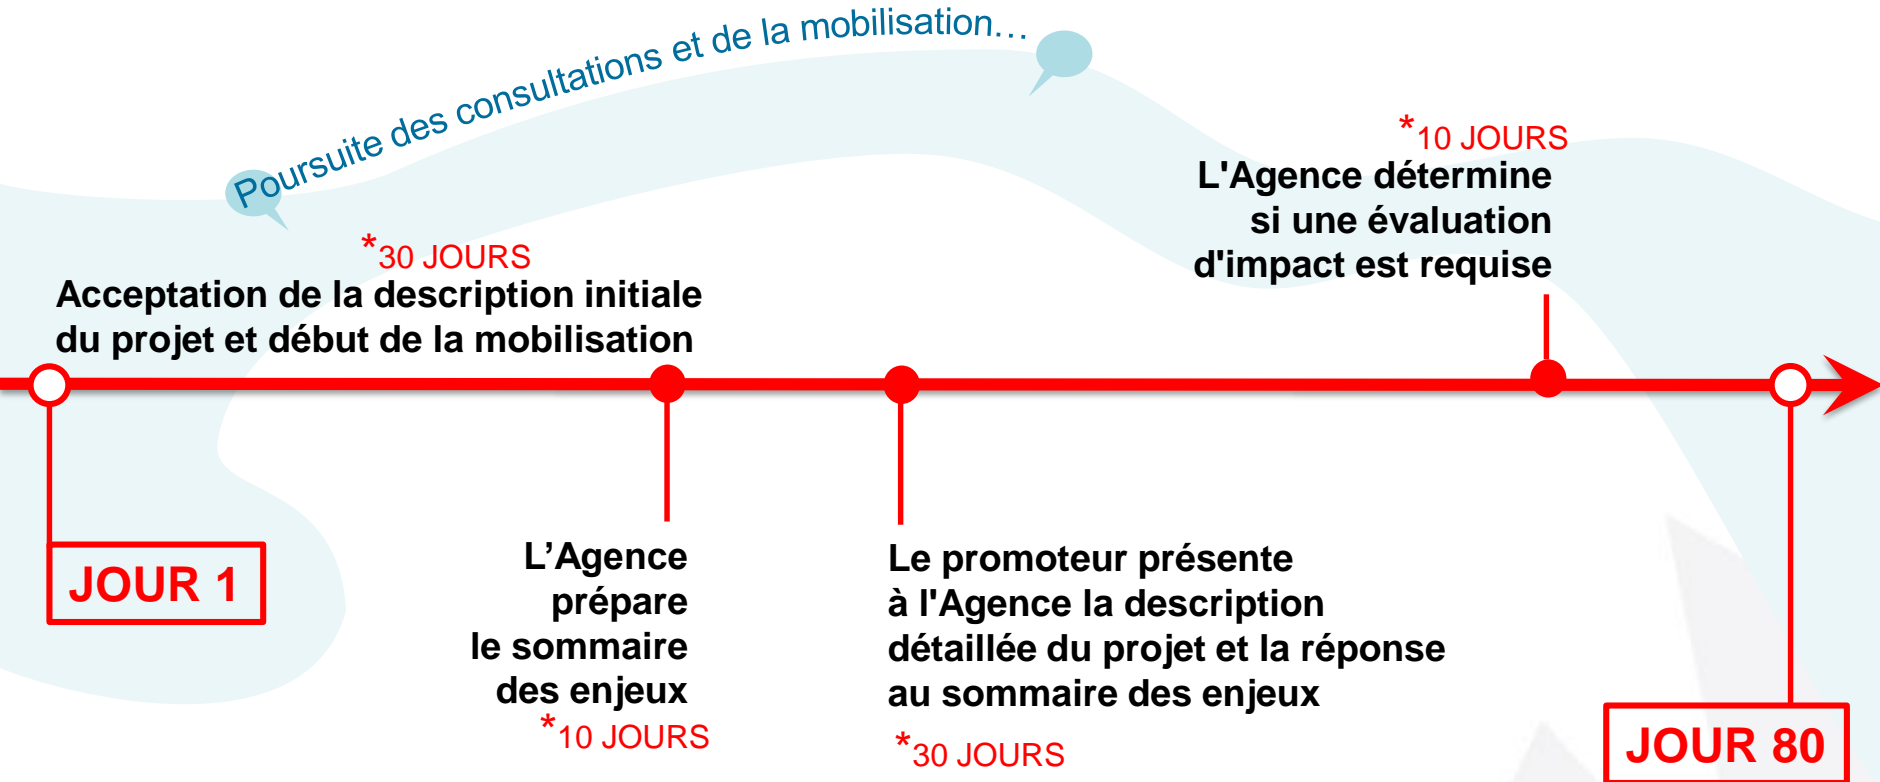 Poursuite des consultations et de la mobilisation…
*10 JOURS
L'Agence détermine
si une évaluation
d'impact est requise
*30 JOURS
Acceptation de la description initiale
du projet et début de la mobilisation
JOUR 1
L’Agence
prépare
le sommaire
des enjeux
*10 JOURS
Le promoteur présente
à l'Agence la description
détaillée du projet et la réponse
au sommaire des enjeux
*30 JOURS
JOUR 80